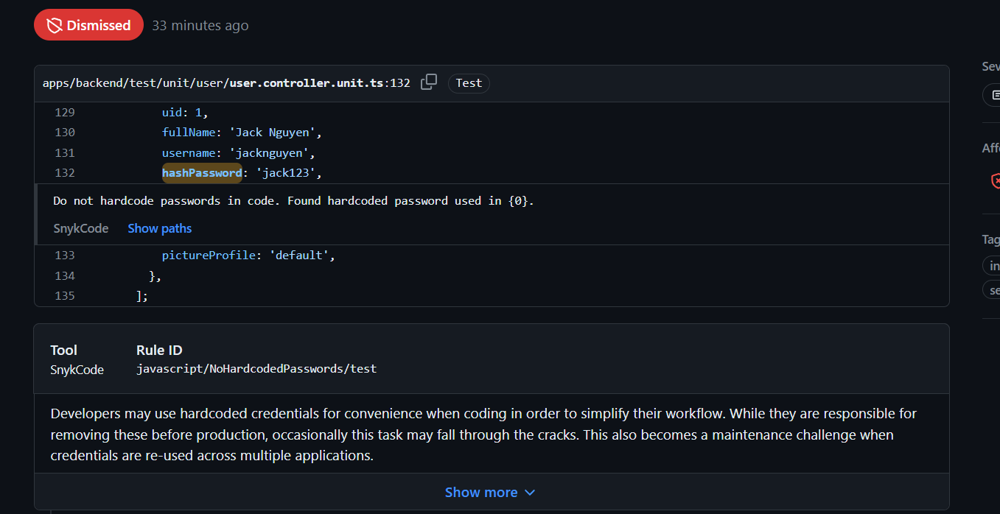 Dismissed 33 minutes ago
Sev
apps/backend/test/unit/user/user.controller.unit.ts:132 Test
129 uid: 1,
130 fullName: 'Jack Nguyen',
131 username: 'jacknguyen',
132 hashPassword: 'jack123',
Aff
Do not hardcode passwords in code. Found hardcoded password used in {0}.
SnykCode Show paths
Tag
133 pictureProfile: 'default',
in
134 },
se
135 ];
Tool Rule ID
SnykCode javascript/NoHardcodedPasswords/test
Developers may use hardcoded credentials for convenience when coding in order to simplify their workflow. While they are responsible for
removing these before production, occasionally this task may fall through the cracks. This also becomes a maintenance challenge when
credentials are re-used across multiple applications.
Show more